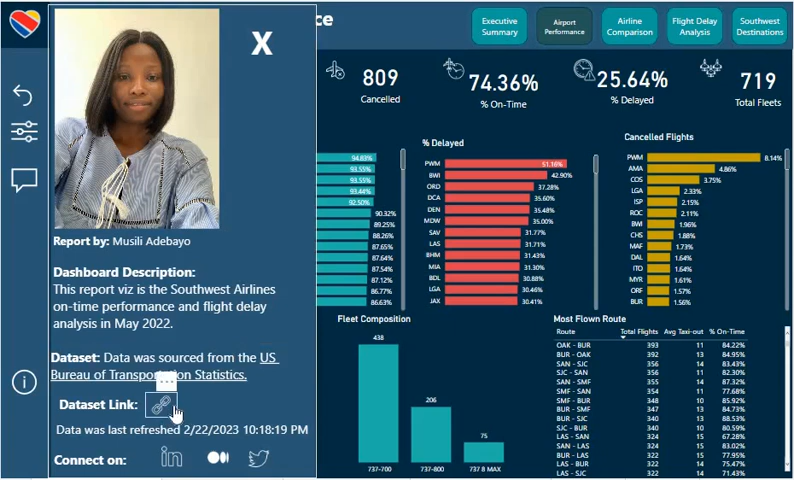 ce
Executive
Summary
Airport
Performance
Airline
Comparison
Flight Delay
Analysis
Southwest
Destinations
X
809
Cancelled
74.36%
% On-Time
25.64%
% Delayed
719
Total Fleets
94.83%
93.55%
93.55%
93.44%
92.50%
90.32%
89.25%
88.26%
87.65%
87.64%
87.54%
87.12%
86.77%
86.63%
% Delayed
PWM 51.16%
BWI 42.90%
ORD 37.28%
DCA 35.60%
DEN 35.48%
MDW 35.00%
SAV 31.77%
LAS 31.71%
BHM 31.43%
MIA 31.30%
BDL 30.88%
LGA 30.46%
JAX 30.41%
Cancelled Flights
PWM 8.14%
AMA 4.86%
COS 3.75%
LGA 2.33%
ISP 2.15%
ROC 2.11%
BWI 1.96%
CHS 1.88%
MAF 1.73%
DAL 1.64%
ITO 1.64%
MYR 1.61%
ORF 1.57%
BUR 1.56%
Report by: Musili Adebayo
Dashboard Description:
This report viz is the Southwest Airlines
on-time performance and flight delay
analysis in May 2022.
Dataset: Data was sourced from the US
Bureau of Transportation Statistics.
...
Dataset Link:
Data was last refreshed 2/22/2023 10:18:19 PM
Connect on:
in
Fleet Composition
438
206
75
737-700 737-800 737 8 MAX
Most Flown Route
Route Total Flights Avg Taxi-out % On-Time
OAK - BUR 393 11 84.22%
BUR - OAK 392 13 84.95%
SAN - SJC 356 14 83.43%
SJC - SAN 356 11 82.30%
SAN - SMF 355 14 87.32%
SMF - SAN 354 11 77.68%
SMF - BUR 348 10 85.92%
BUR - SMF 347 13 84.73%
BUR - SJC 340 13 88.53%
SJC - BUR 340 10 80.59%
LAS - SAN 324 15 67.28%
SAN - LAS 324 15 83.02%
BUR - LAS 322 15 77.95%
LAS - BUR 322 14 75.47%
LAS - SJC 322 14 71.43%